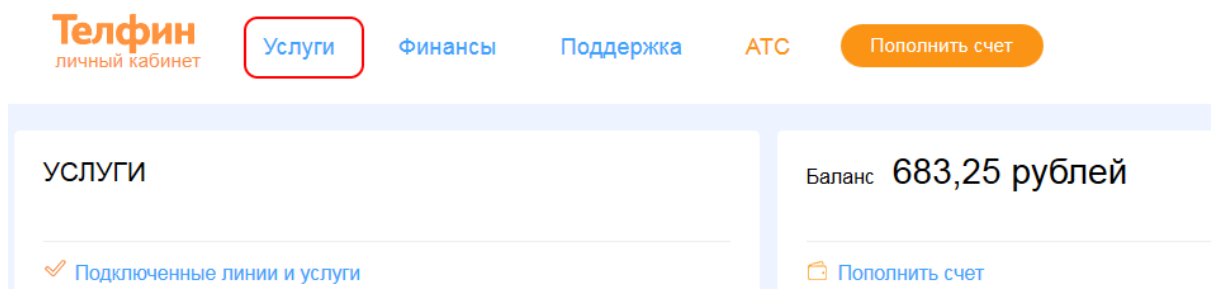 Телфин
личный кабинет
Услуги
Финансы
Поддержка
АТС
Пополнить счет
УСЛУГИ
Подключенные линии и услуги
Баланс 683,25 рублей
Пополнить счет